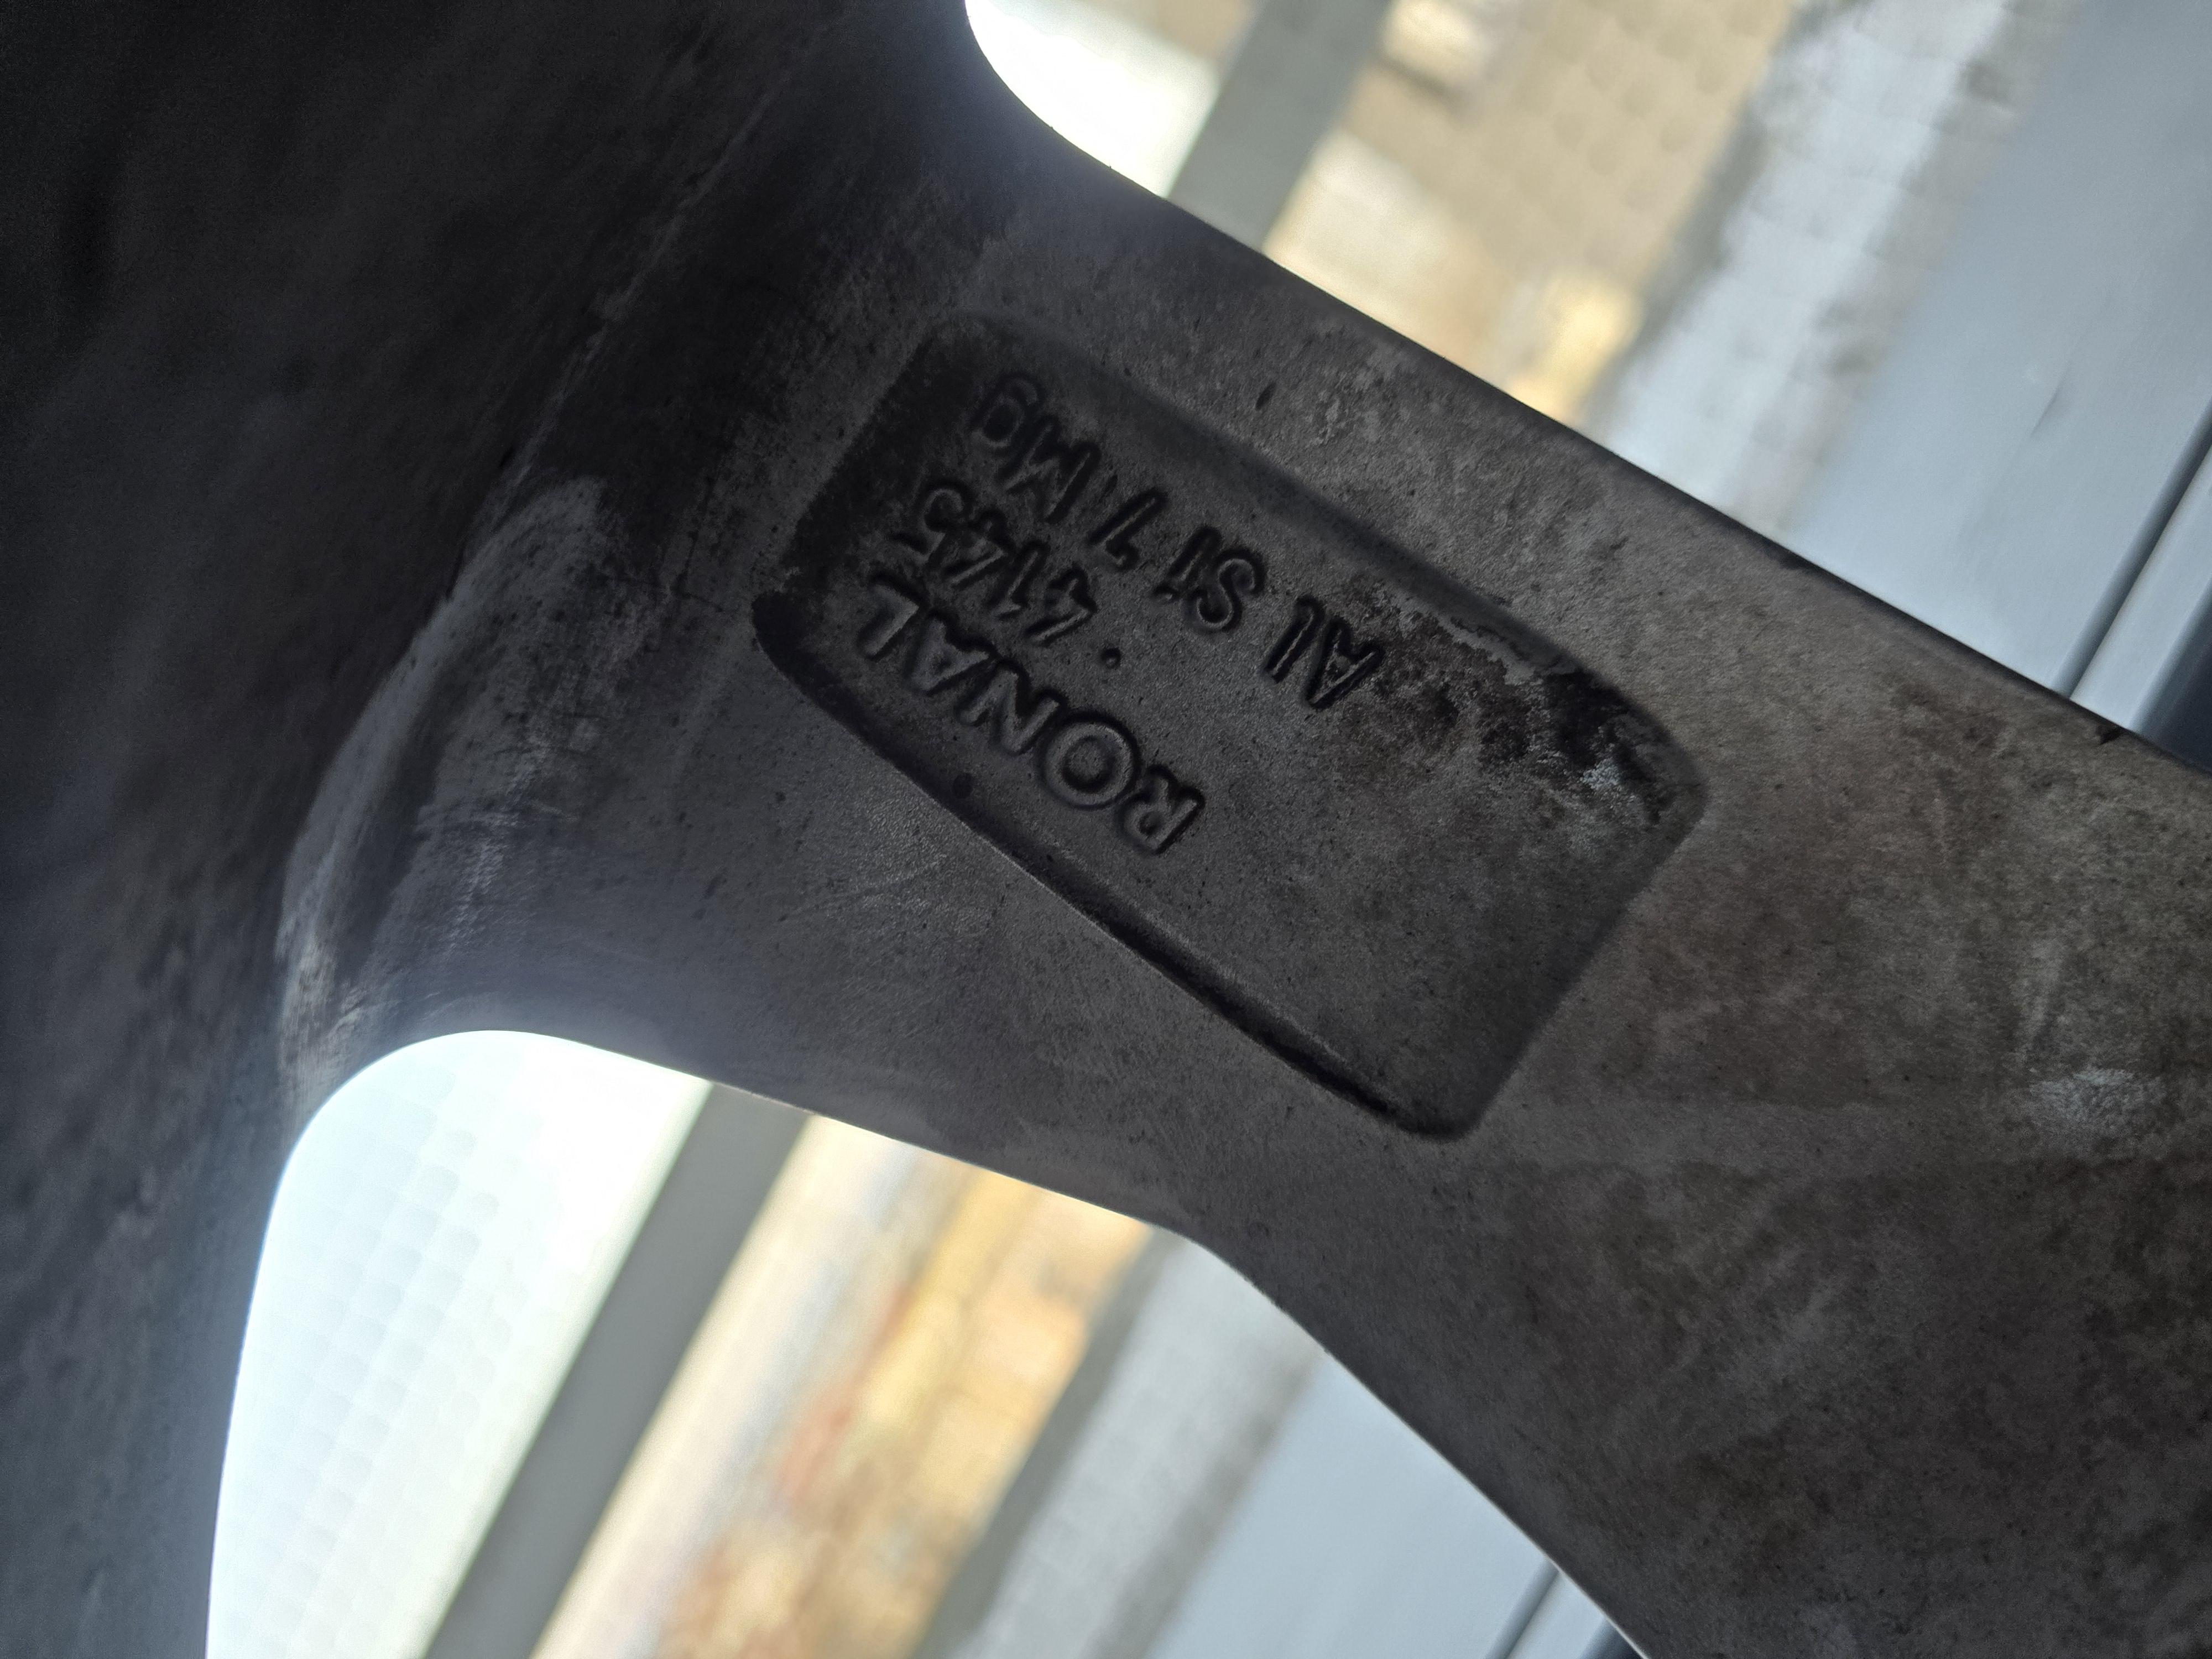 RONAL
. 4145
AL Si 7 Mg